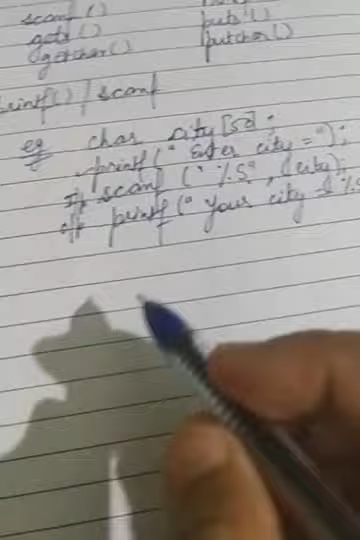 scanf() puts()
gets() putchar()
getchar()
printf() / scanf
eg char city[50];
printf(" Enter city =");
I/p scanf ("%s", &city);
o/p printf (" Your city = %